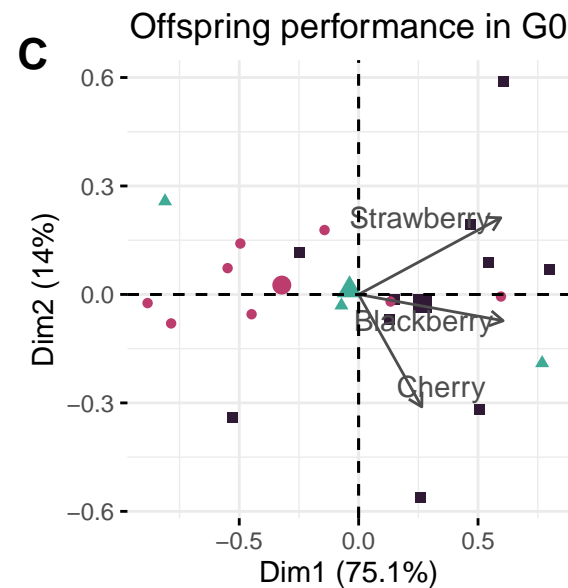 C
Offspring performance in G0
0.6
0.3
0.0
−0.3
−0.6
Dim2 (14%)
Strawberry
Blackberry
Cherry
−0.5
0.0
0.5
Dim1 (75.1%)